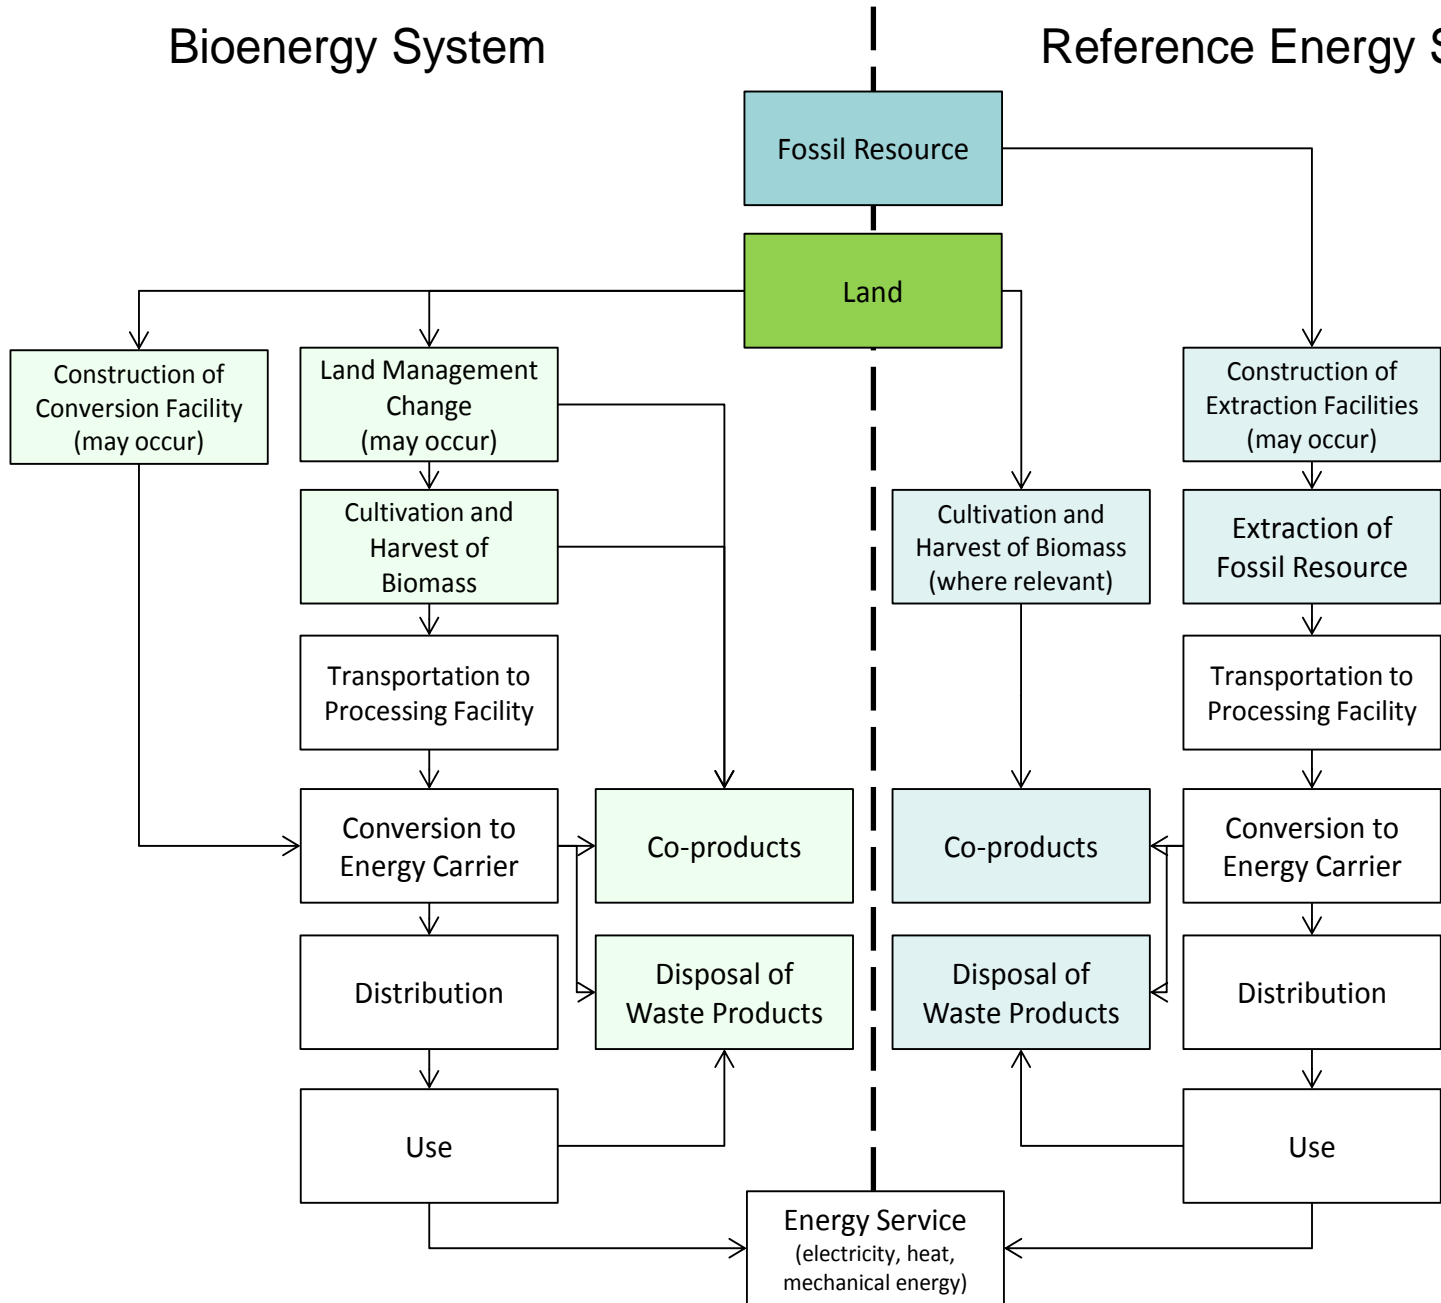 Bioenergy System
Reference Energy S
Fossil Resource
Land
Construction of
Conversion Facility
(may occur)
Land Management
Change
(may occur)
Construction of
Extraction Facilities
(may occur)
Cultivation and
Harvest of
Biomass
Cultivation and
Harvest of Biomass
(where relevant)
Extraction of
Fossil Resource
Transportation to
Processing Facility
Transportation to
Processing Facility
Conversion to
Energy Carrier
Co-products
Co-products
Conversion to
Energy Carrier
Distribution
Disposal of
Waste Products
Disposal of
Waste Products
Distribution
Use
Use
Energy Service
(electricity, heat,
mechanical energy)